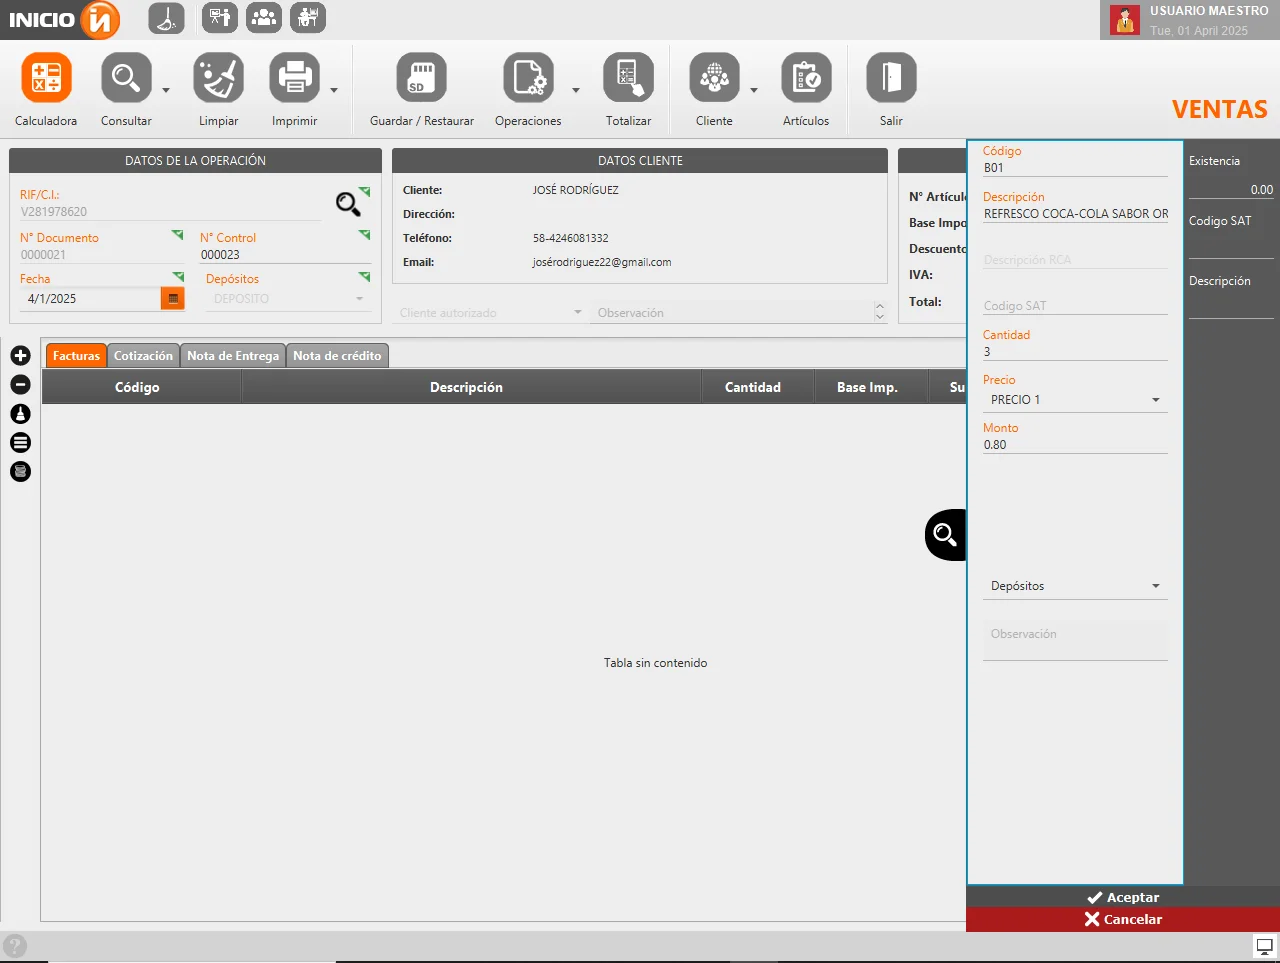 INICIO
USUARIO MAESTRO
Tue, 01 April 2025
Calculadora
Consultar
Limpiar
Imprimir
SD
Guardar / Restaurar
Operaciones
Totalizar
Cliente
Artículos
Salir
VENTAS
DATOS DE LA OPERACIÓN
RIF/C.I.:
V281978620
N° Documento
0000021
N° Control
000023
Fecha
4/1/2025
Depósitos
DEPOSITO
DATOS CLIENTE
Cliente: JOSÉ RODRÍGUEZ
Dirección:
Teléfono: 58-4246081332
Email: josérodriguez22@gmail.com
Cliente autorizado
Observación
N° Artícul
Base Impo
Descuento
IVA:
Total:
Facturas Cotización Nota de Entrega Nota de crédito
Código Descripción Cantidad Base Imp. Su
Tabla sin contenido
Código
B01
Descripción
REFRESCO COCA-COLA SABOR OR
Descripción RCA
Codigo SAT
Cantidad
3
Precio
PRECIO 1
Monto
0.80
Depósitos
Observación
Existencia
0.00
Codigo SAT
Descripción
Aceptar
Cancelar